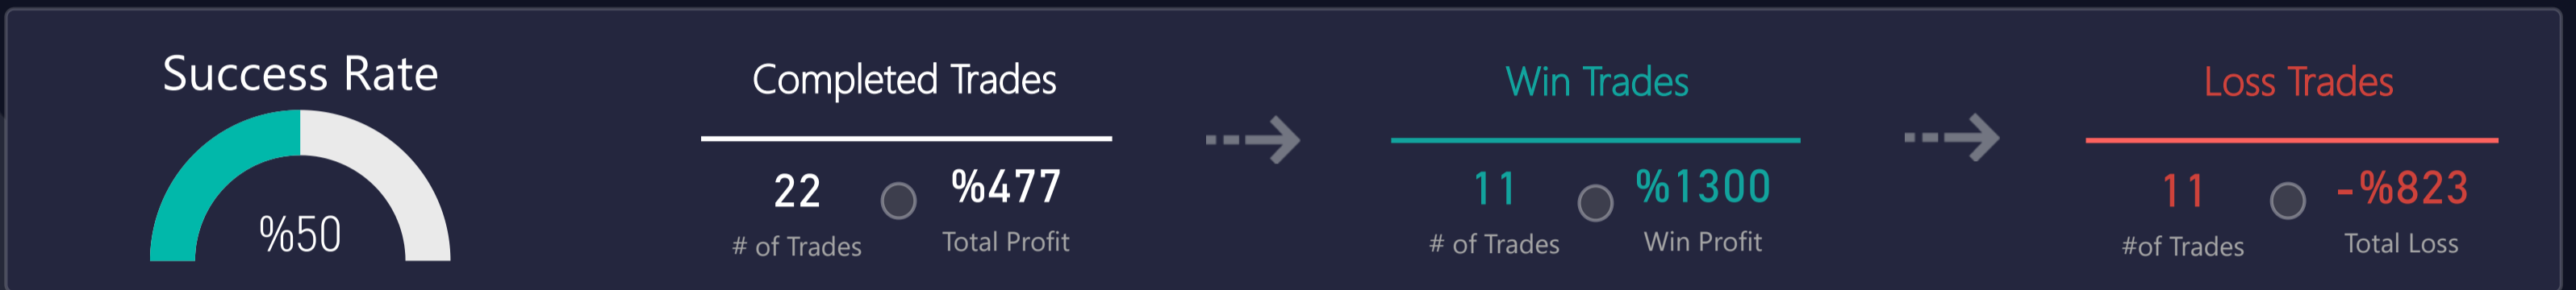 Success Rate
%50
Completed Trades
22 %477
# of Trades Total Profit
Win Trades
11 %1300
# of Trades Win Profit
Loss Trades
11 -%823
#of Trades Total Loss